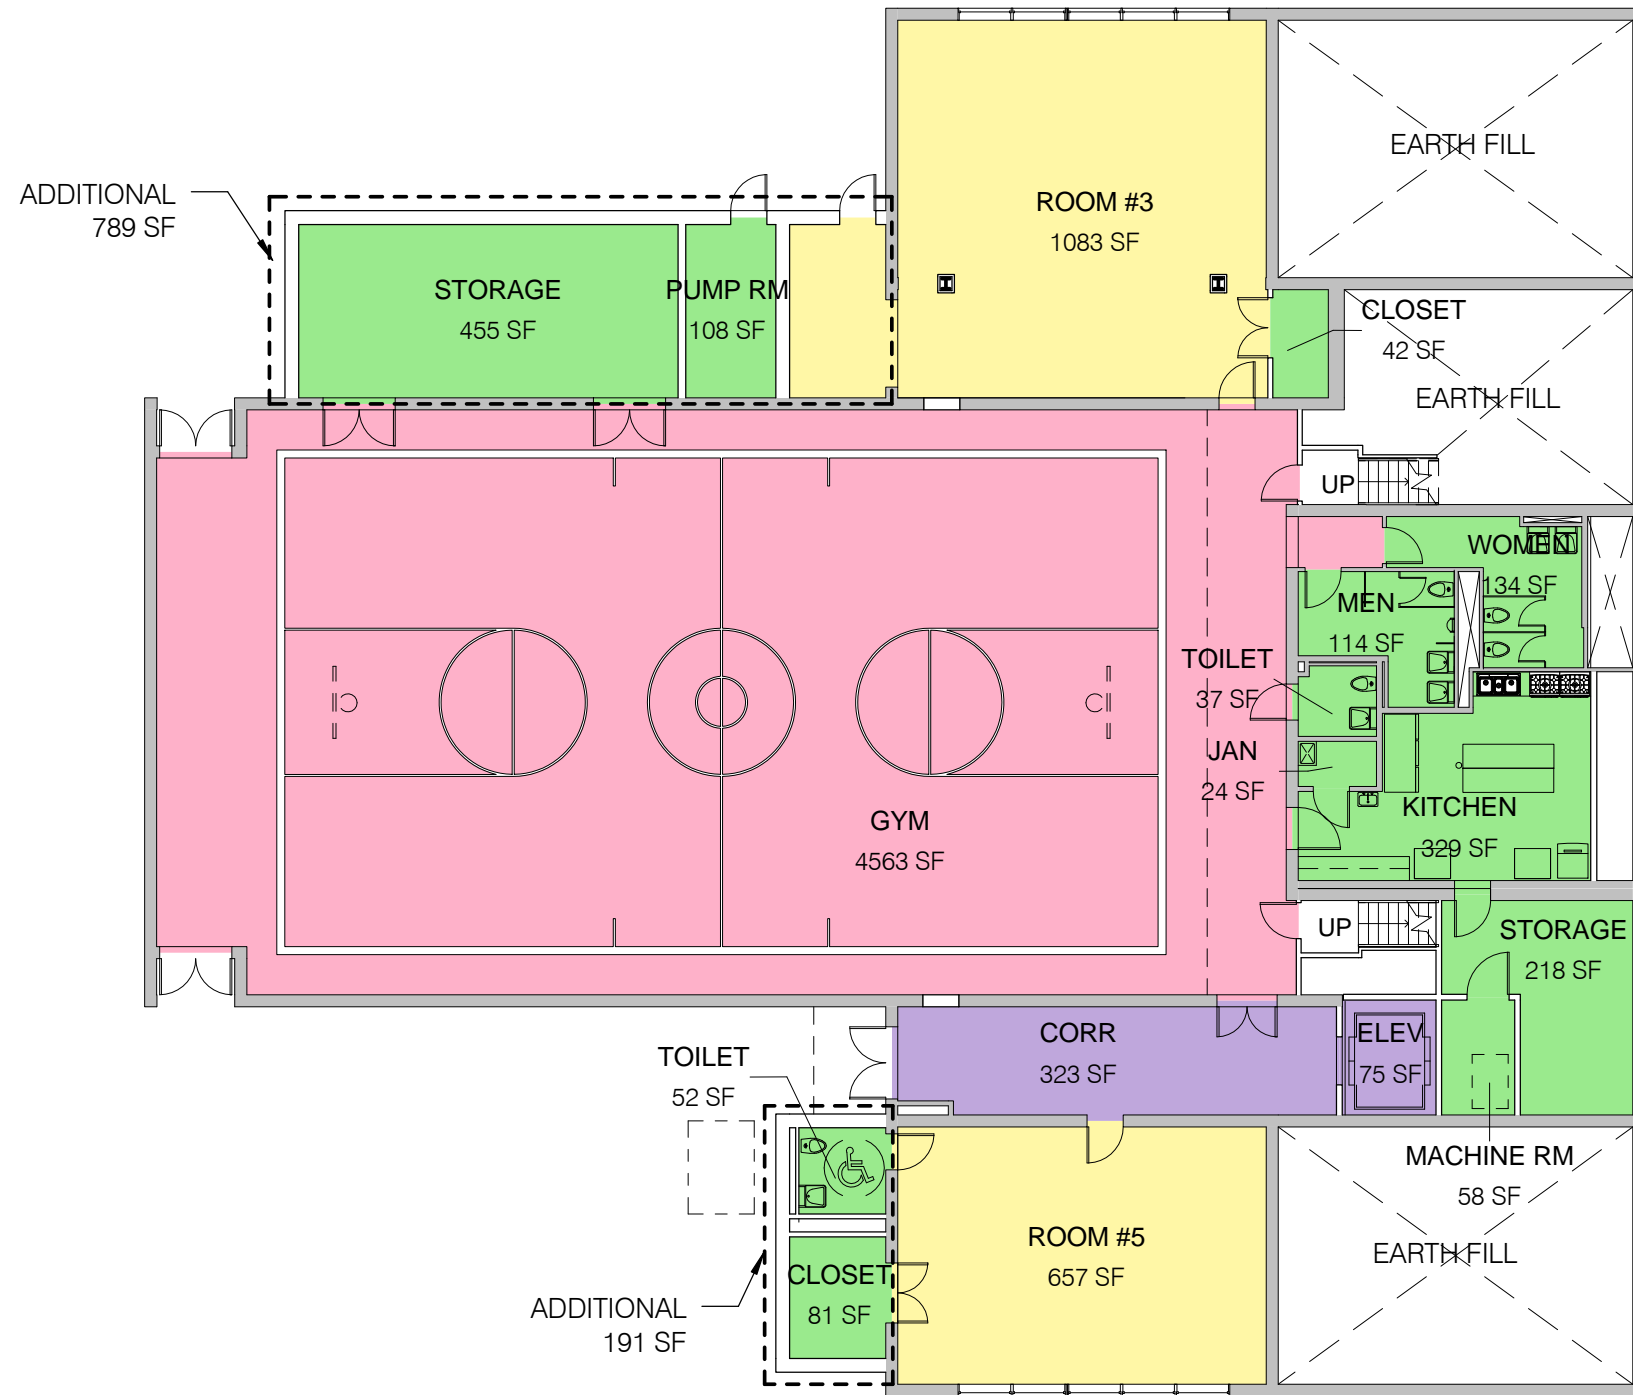 EARTH FILL
ADDITIONAL
789 SF
ROOM #3
1083 SF
STORAGE
455 SF
PUMP RM
108 SF
CLOSET
42 SF
EARTH FILL
UP
WOMEN
134 SF
MEN
114 SF
TOILET
37 SF
JAN
24 SF
KITCHEN
329 SF
GYM
4563 SF
UP
STORAGE
218 SF
CORR
323 SF
ELEV
75 SF
TOILET
52 SF
MACHINE RM
58 SF
ROOM #5
657 SF
EARTH FILL
CLOSET
81 SF
ADDITIONAL
191 SF